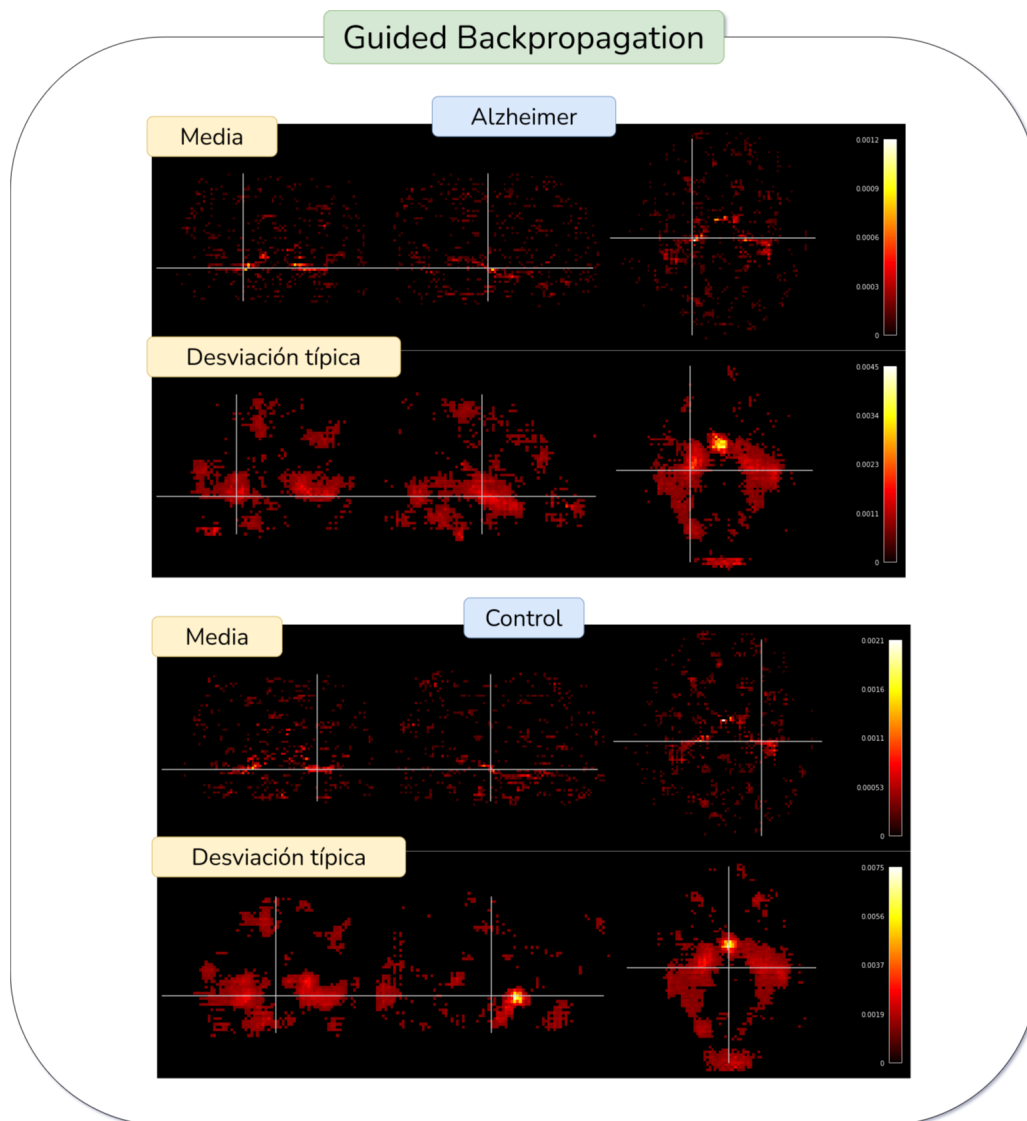 Guided Backpropagation
Alzheimer
Media
0.0012
0.0009
0.0006
0.0003
0
Desviación típica
0.0045
0.0034
0.0023
0.0011
0
Control
Media
0.0021
0.0016
0.0011
0.00053
0
Desviación típica
0.0075
0.0056
0.0037
0.0019
0